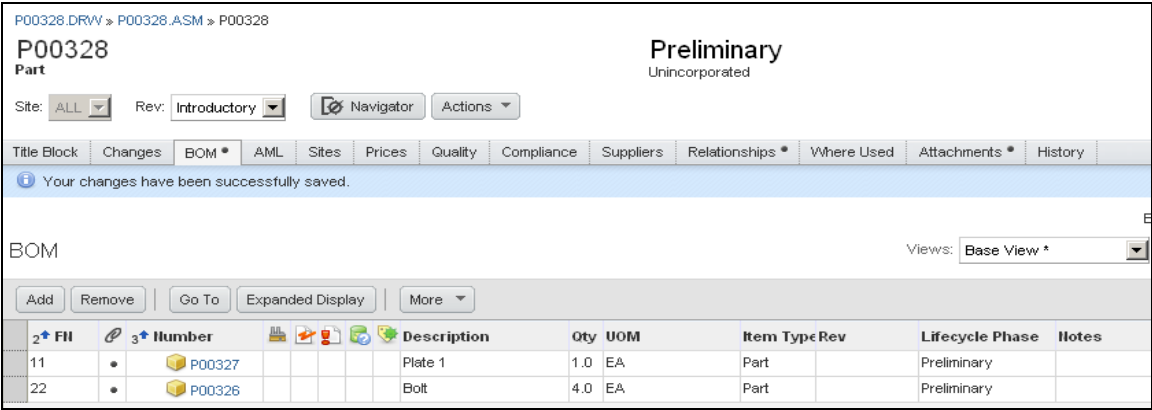 P00328.DRW » P00328.ASM » P00328
P00328 Preliminary
Part Unincorporated
Site: ALL Rev: Introductory Navigator Actions
Title Block Changes BOM • AML Sites Prices Quality Compliance Suppliers Relationships • Where Used Attachments • History
Your changes have been successfully saved.
BOM Views: Base View *
Add Remove Go To Expanded Display More
2 FN 3 Number Description Qty UOM Item Type Rev Lifecycle Phase Notes
11 • P00327 Plate 1 1.0 EA Part Preliminary
22 • P00326 Bolt 4.0 EA Part Preliminary